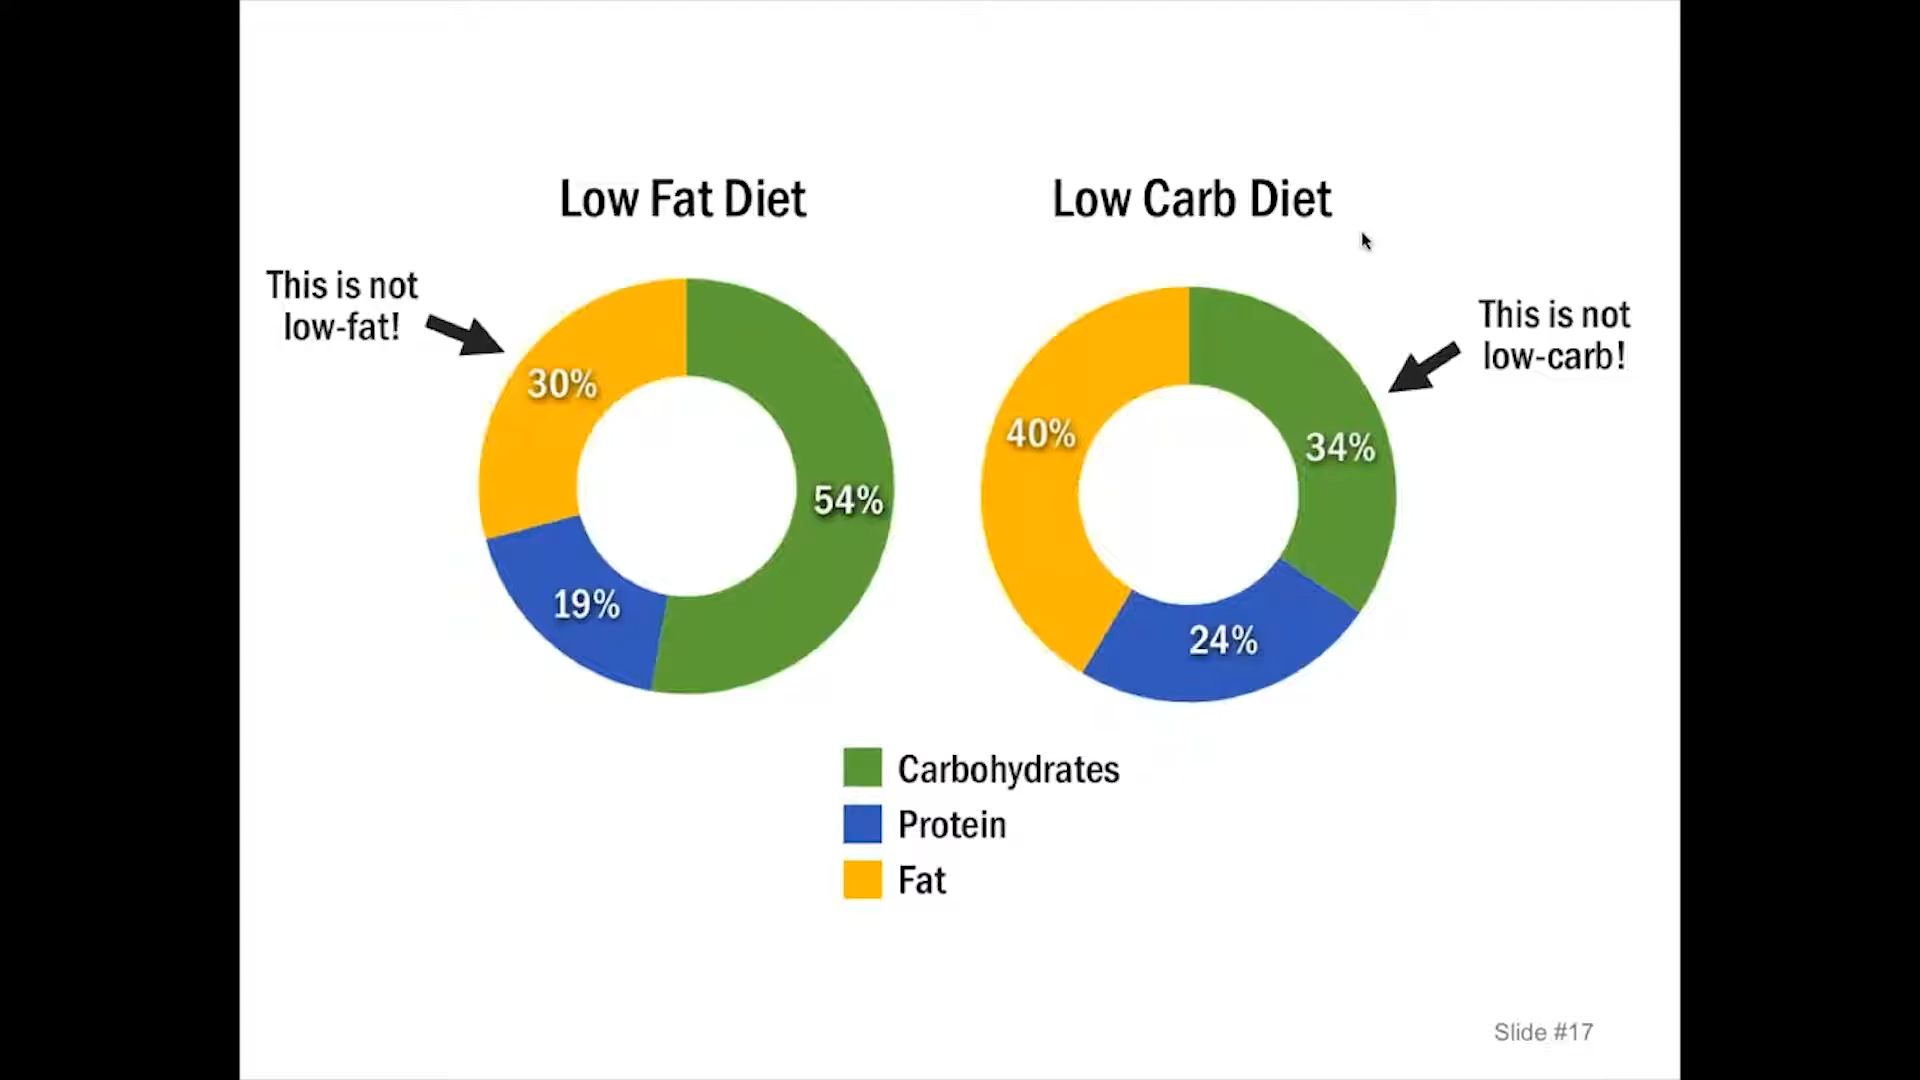 Low Fat Diet
Low Carb Diet
This is not
low-fat!
This is not
low-carb!
30%
54%
19%
40%
34%
24%
Carbohydrates
Protein
Fat
Slide #17